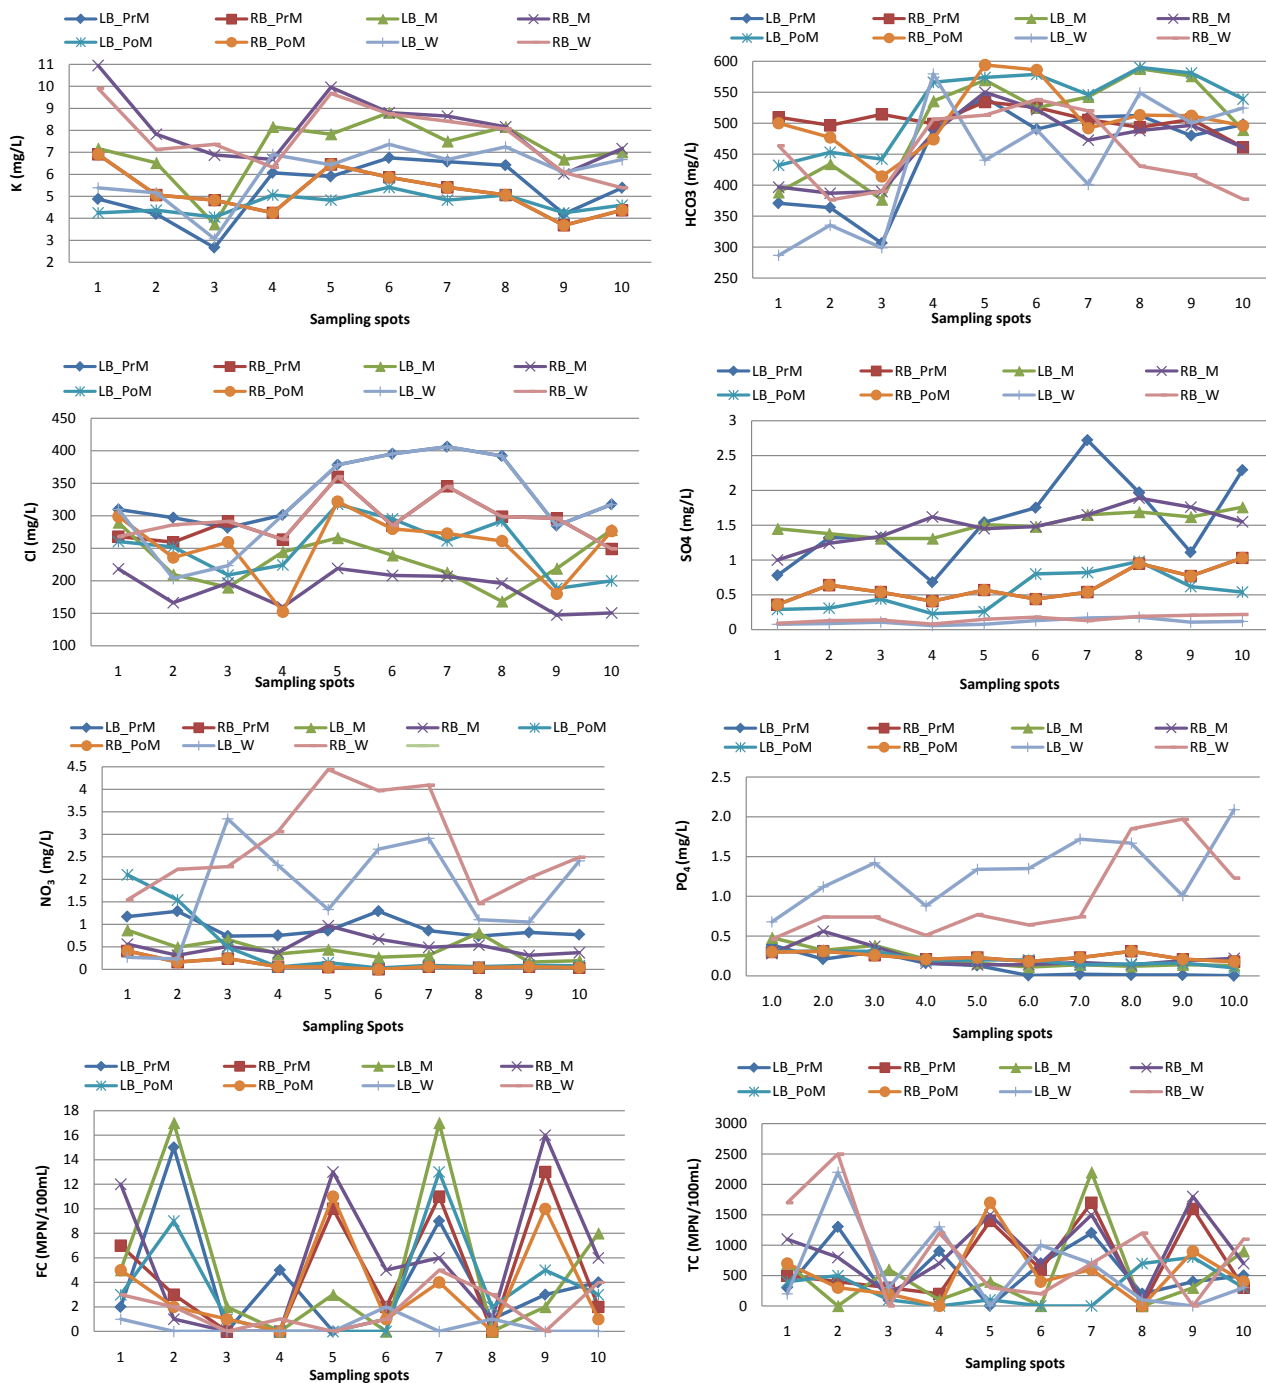 LB_PrM RB_PrM LB_M RB_M
LB_PoM RB_PoM LB_W RB_W
11
10
9
8
7
6
5
4
3
2
K (mg/L)
1 2 3 4 5 6 7 8 9 10
Sampling spots
LB_PrM RB_PrM LB_M RB_M
LB_PoM RB_PoM LB_W RB_W
600
550
500
450
400
350
300
250
HCO3 (mg/L)
1 2 3 4 5 6 7 8 9 10
Sampling spots
LB_PrM RB_PrM LB_M RB_M
LB_PoM RB_PoM LB_W RB_W
450
400
350
300
250
200
150
100
Cl (mg/L)
1 2 3 4 5 6 7 8 9 10
Sampling spots
LB_PrM RB_PrM LB_M RB_M
LB_PoM RB_PoM LB_W RB_W
3
2.5
2
1.5
1
0.5
0
SO4 (mg/L)
1 2 3 4 5 6 7 8 9 10
Sampling spots
LB_PrM RB_PrM LB_M RB_M LB_PoM
RB_PoM LB_W RB_W
4.5
4
3.5
3
2.5
2
1.5
1
0.5
0
NO3 (mg/L)
1 2 3 4 5 6 7 8 9 10
Sampling Spots
LB_PrM RB_PrM LB_M RB_M
LB_PoM RB_PoM LB_W RB_W
2.5
2.0
1.5
1.0
0.5
0.0
PO4 (mg/L)
1.0 2.0 3.0 4.0 5.0 6.0 7.0 8.0 9.0 10.0
Sampling Spots
LB_PrM RB_PrM LB_M RB_M
LB_PoM RB_PoM LB_W RB_W
18
16
14
12
10
8
6
4
2
0
FC (MPN/100mL)
1 2 3 4 5 6 7 8 9 10
Sampling spots
LB_PrM RB_PrM LB_M RB_M
LB_PoM RB_PoM LB_W RB_W
3000
2500
2000
1500
1000
500
0
TC (MPN/100mL)
1 2 3 4 5 6 7 8 9 10
Sampling spots